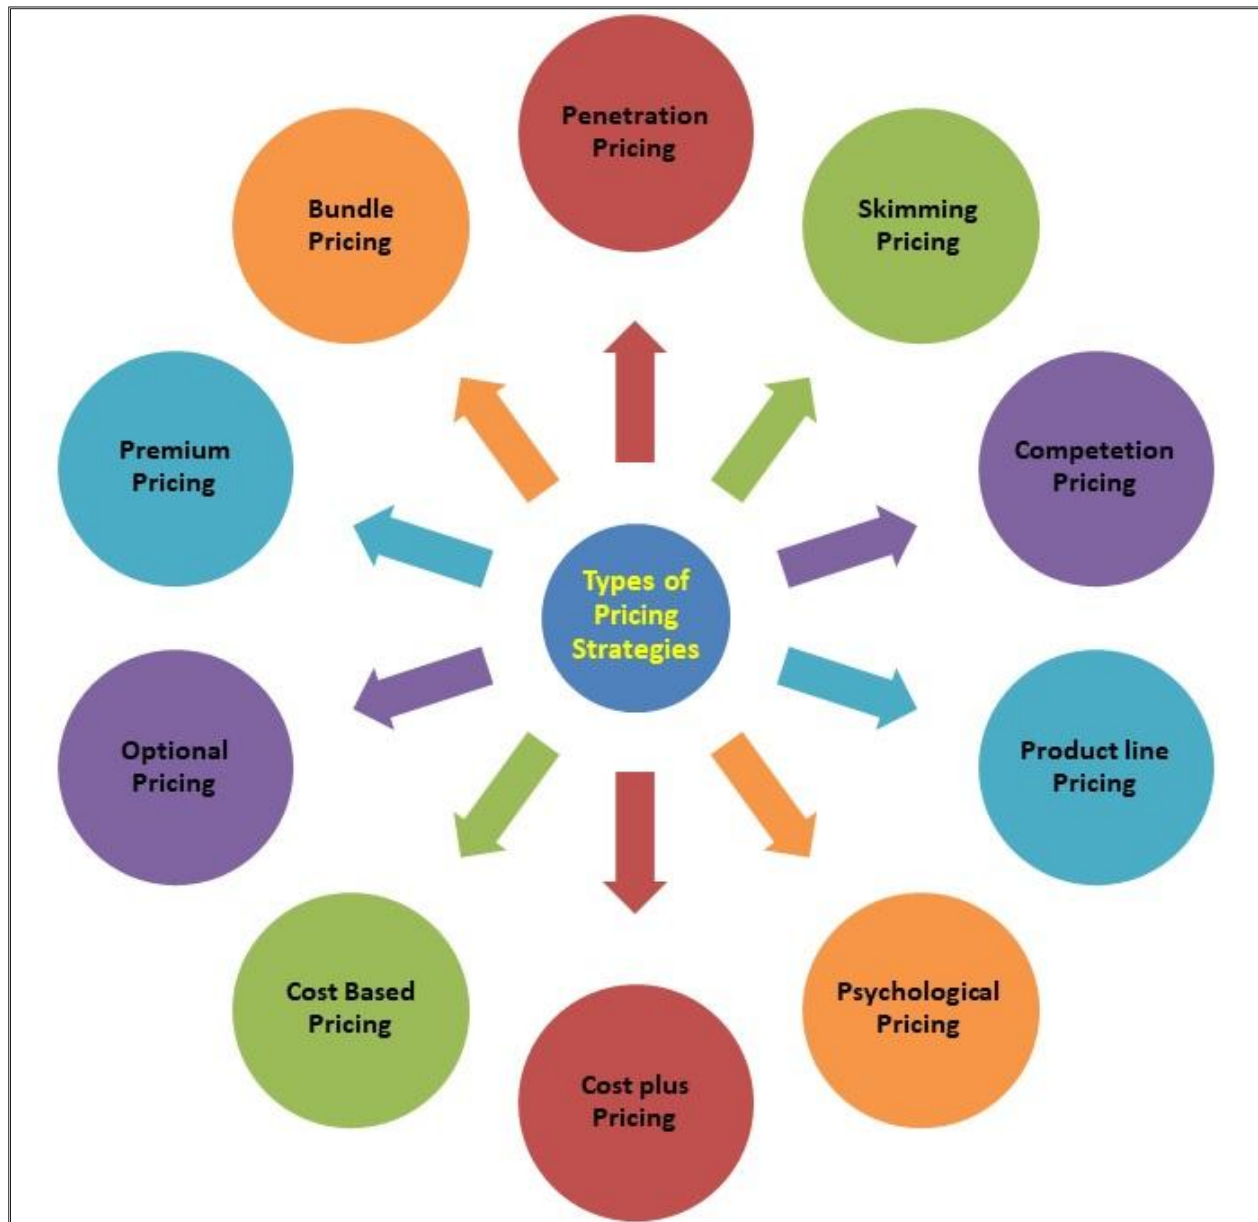 Penetration
Pricing
Skimming
Pricing
Competetion
Pricing
Product line
Pricing
Psychological
Pricing
Cost plus
Pricing
Cost Based
Pricing
Optional
Pricing
Premium
Pricing
Bundle
Pricing
Types of
Pricing
Strategies